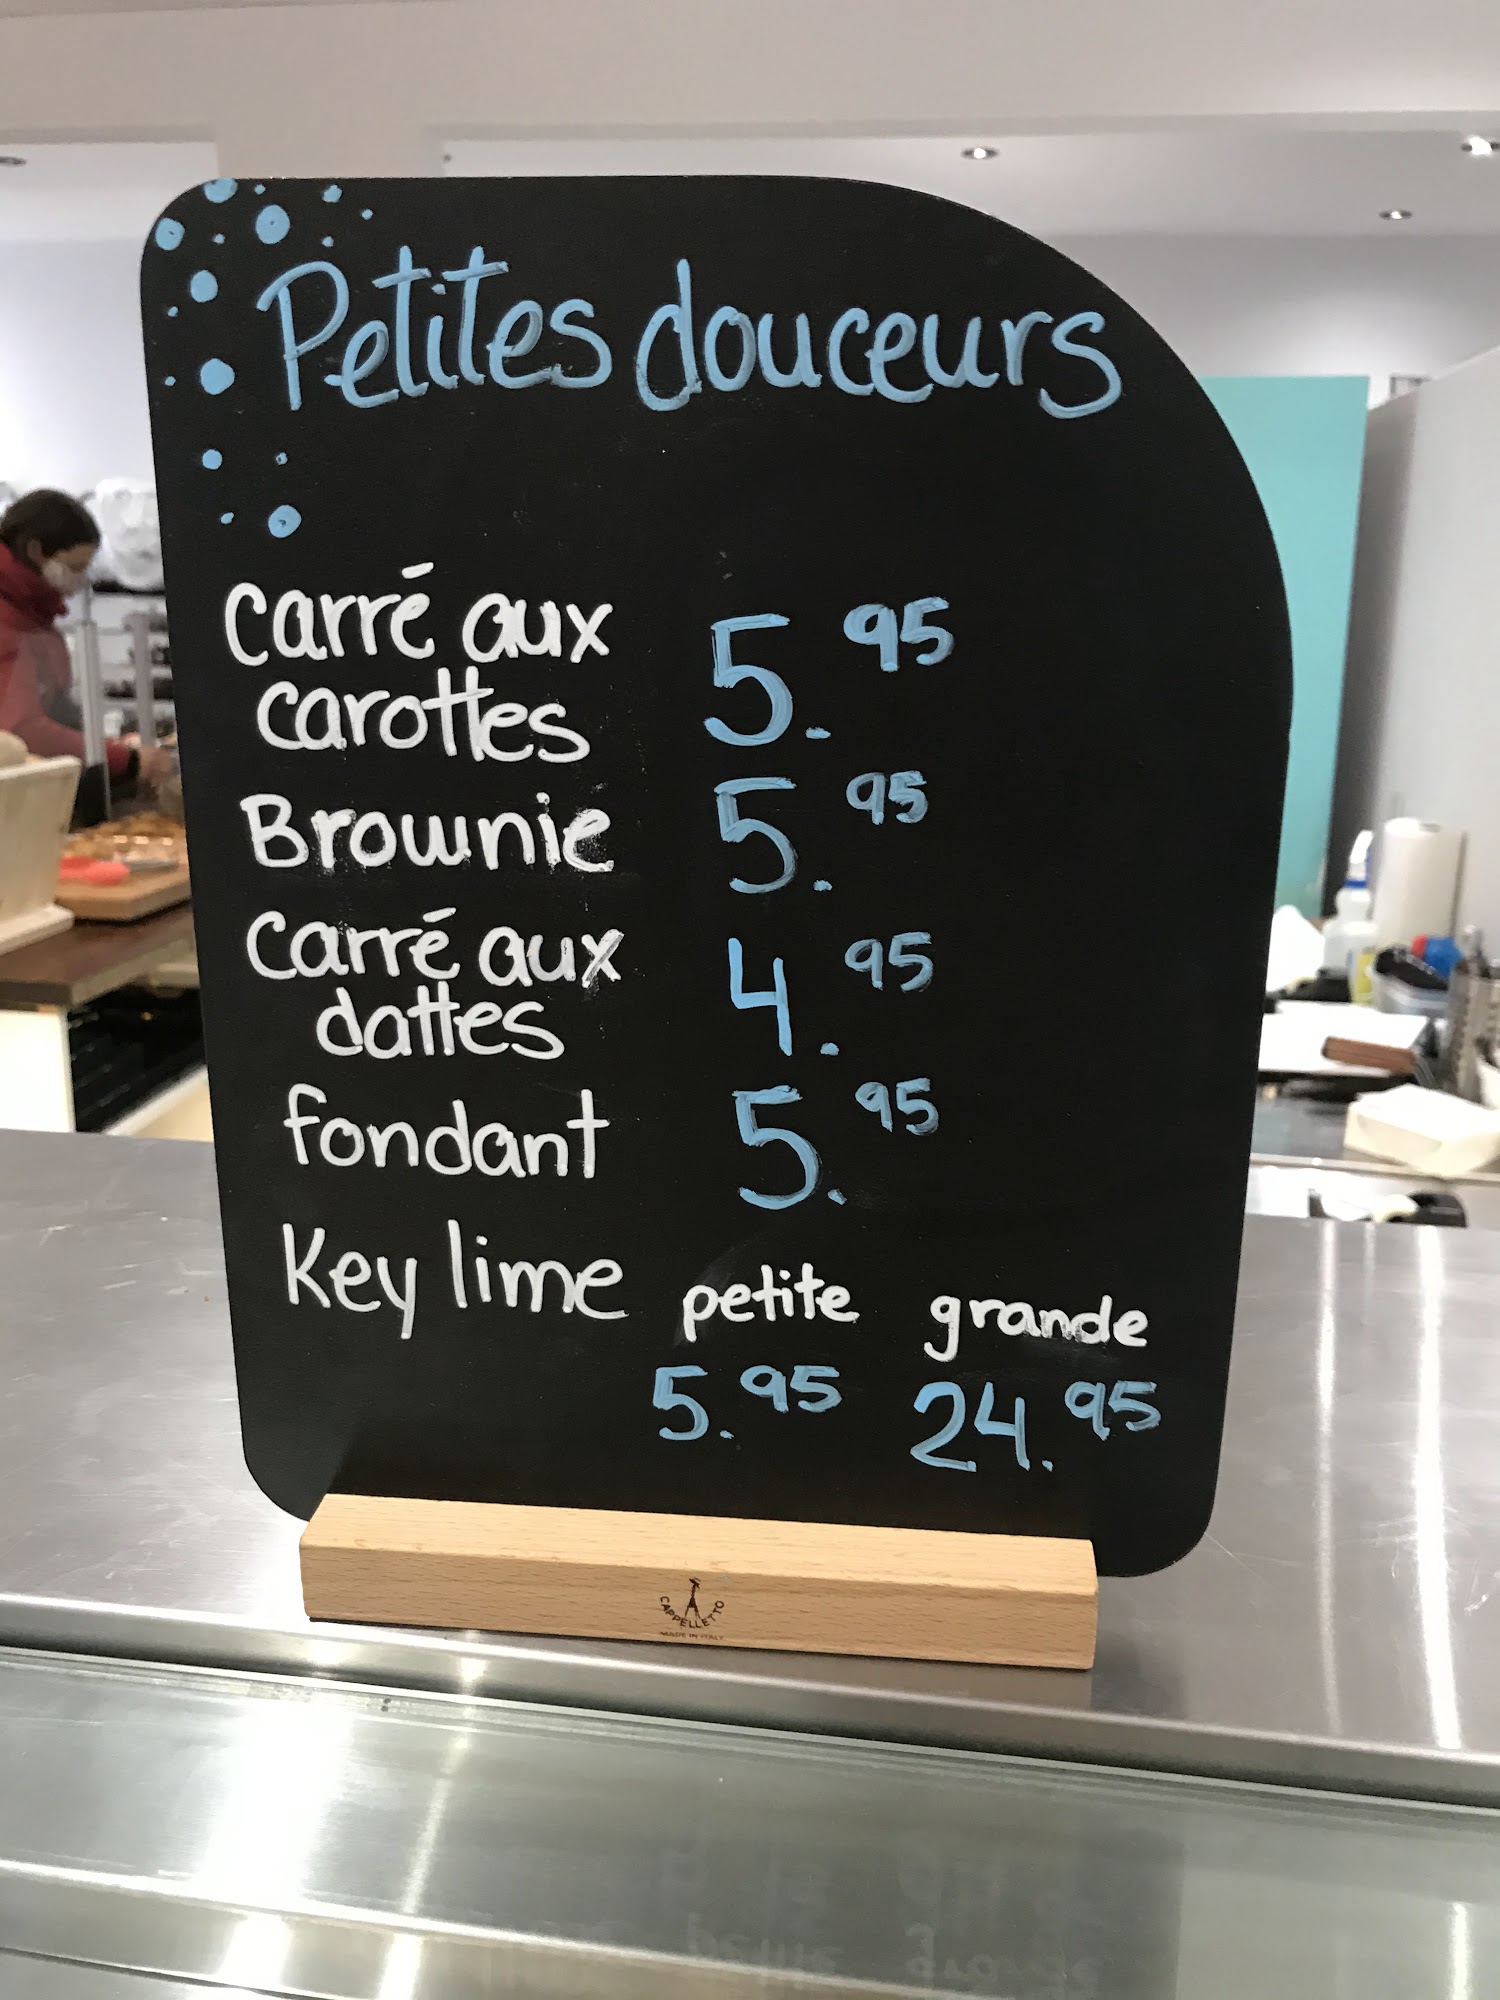 Petites douceurs
Carré aux 5.95
carottes
Brownie 5.95
Carré aux 4.95
dattes
fondant 5.95
Key lime petite grande
5.95 24.95
CAPPELLETTO
MADE IN ITALY